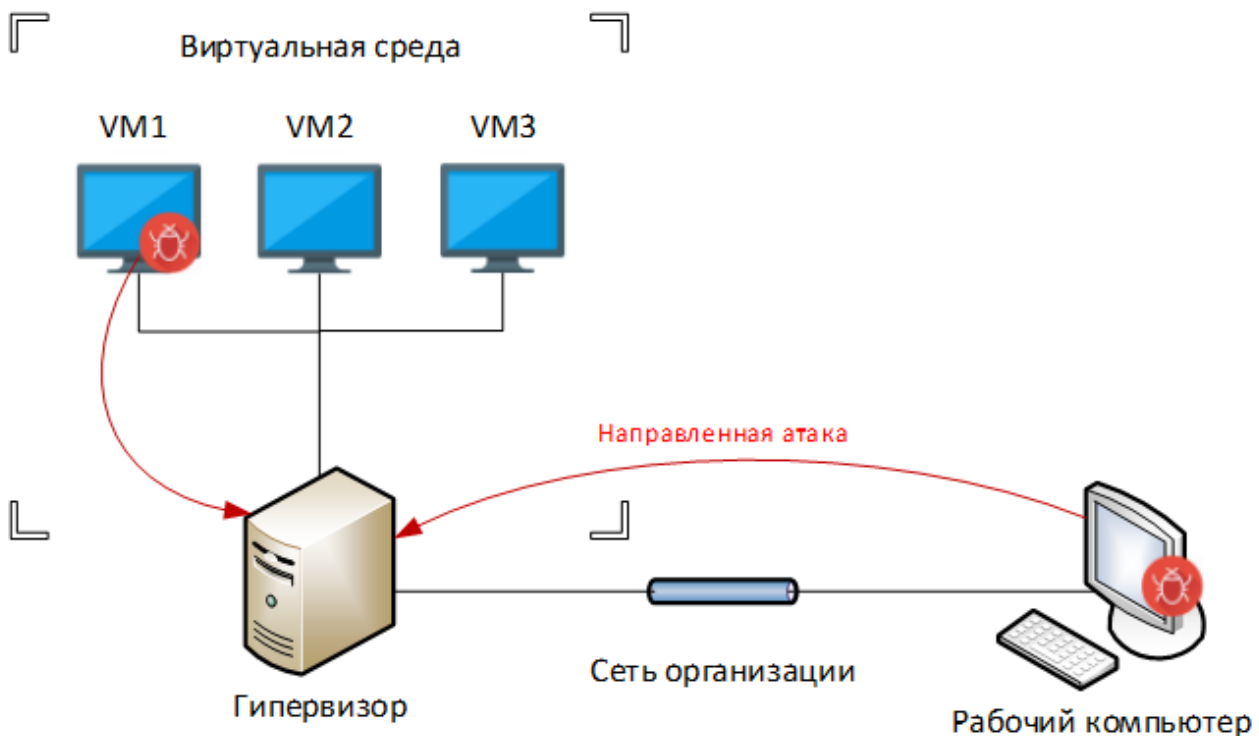 Виртуальная среда
VM1
VM2
VM3
Направленная атака
Сеть организации
Гипервизор
Рабочий компьютер